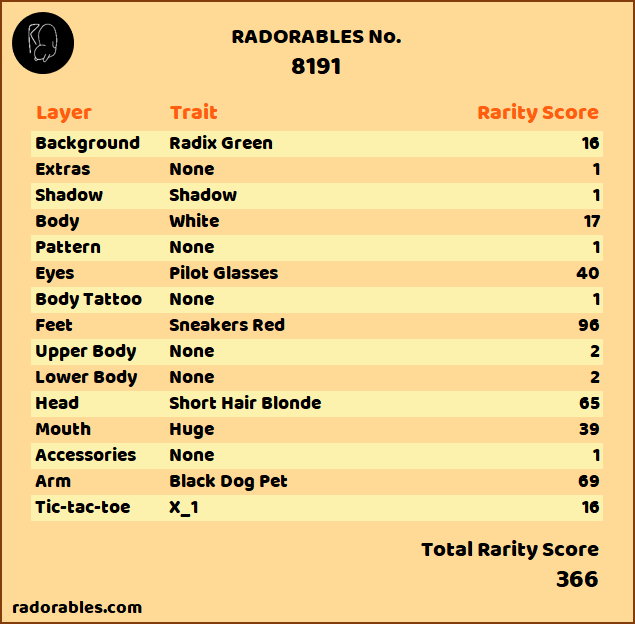 RADORABLES No.
8191
Layer Trait Rarity Score
Background Radix Green 16
Extras None 1
Shadow Shadow 1
Body White 17
Pattern None 1
Eyes Pilot Glasses 40
Body Tattoo None 1
Feet Sneakers Red 96
Upper Body None 2
Lower Body None 2
Head Short Hair Blonde 65
Mouth Huge 39
Accessories None 1
Arm Black Dog Pet 69
Tic-tac-toe X_1 16
Total Rarity Score
366
radorables.com